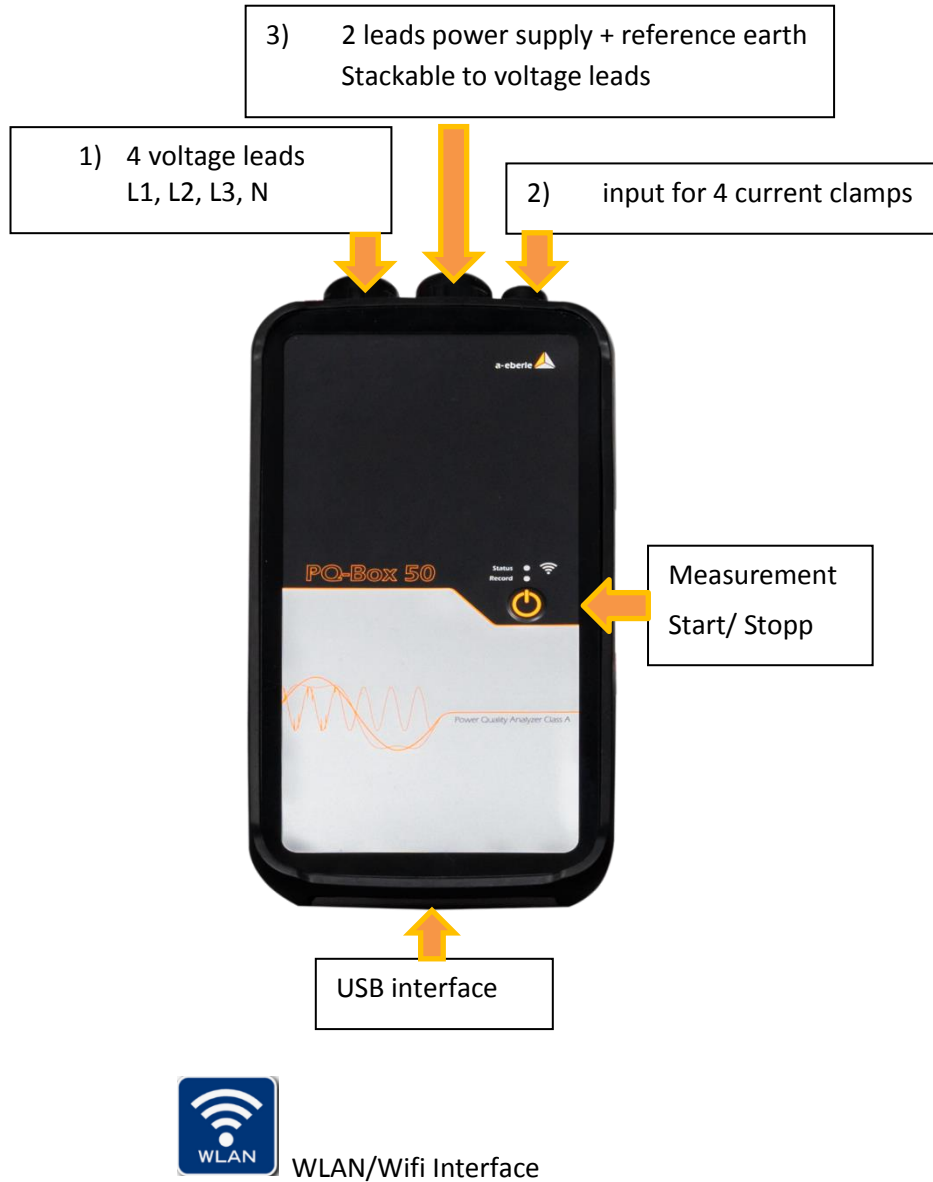 3) 2 leads power supply + reference earth
Stackable to voltage leads
1) 4 voltage leads
L1, L2, L3, N
2) input for 4 current clamps
a-eberle
PQ-Box 50
Status
Record
Measurement
Start/ Stopp
Power Quality Analyzer Class A
USB interface
WLAN
WLAN/Wifi Interface